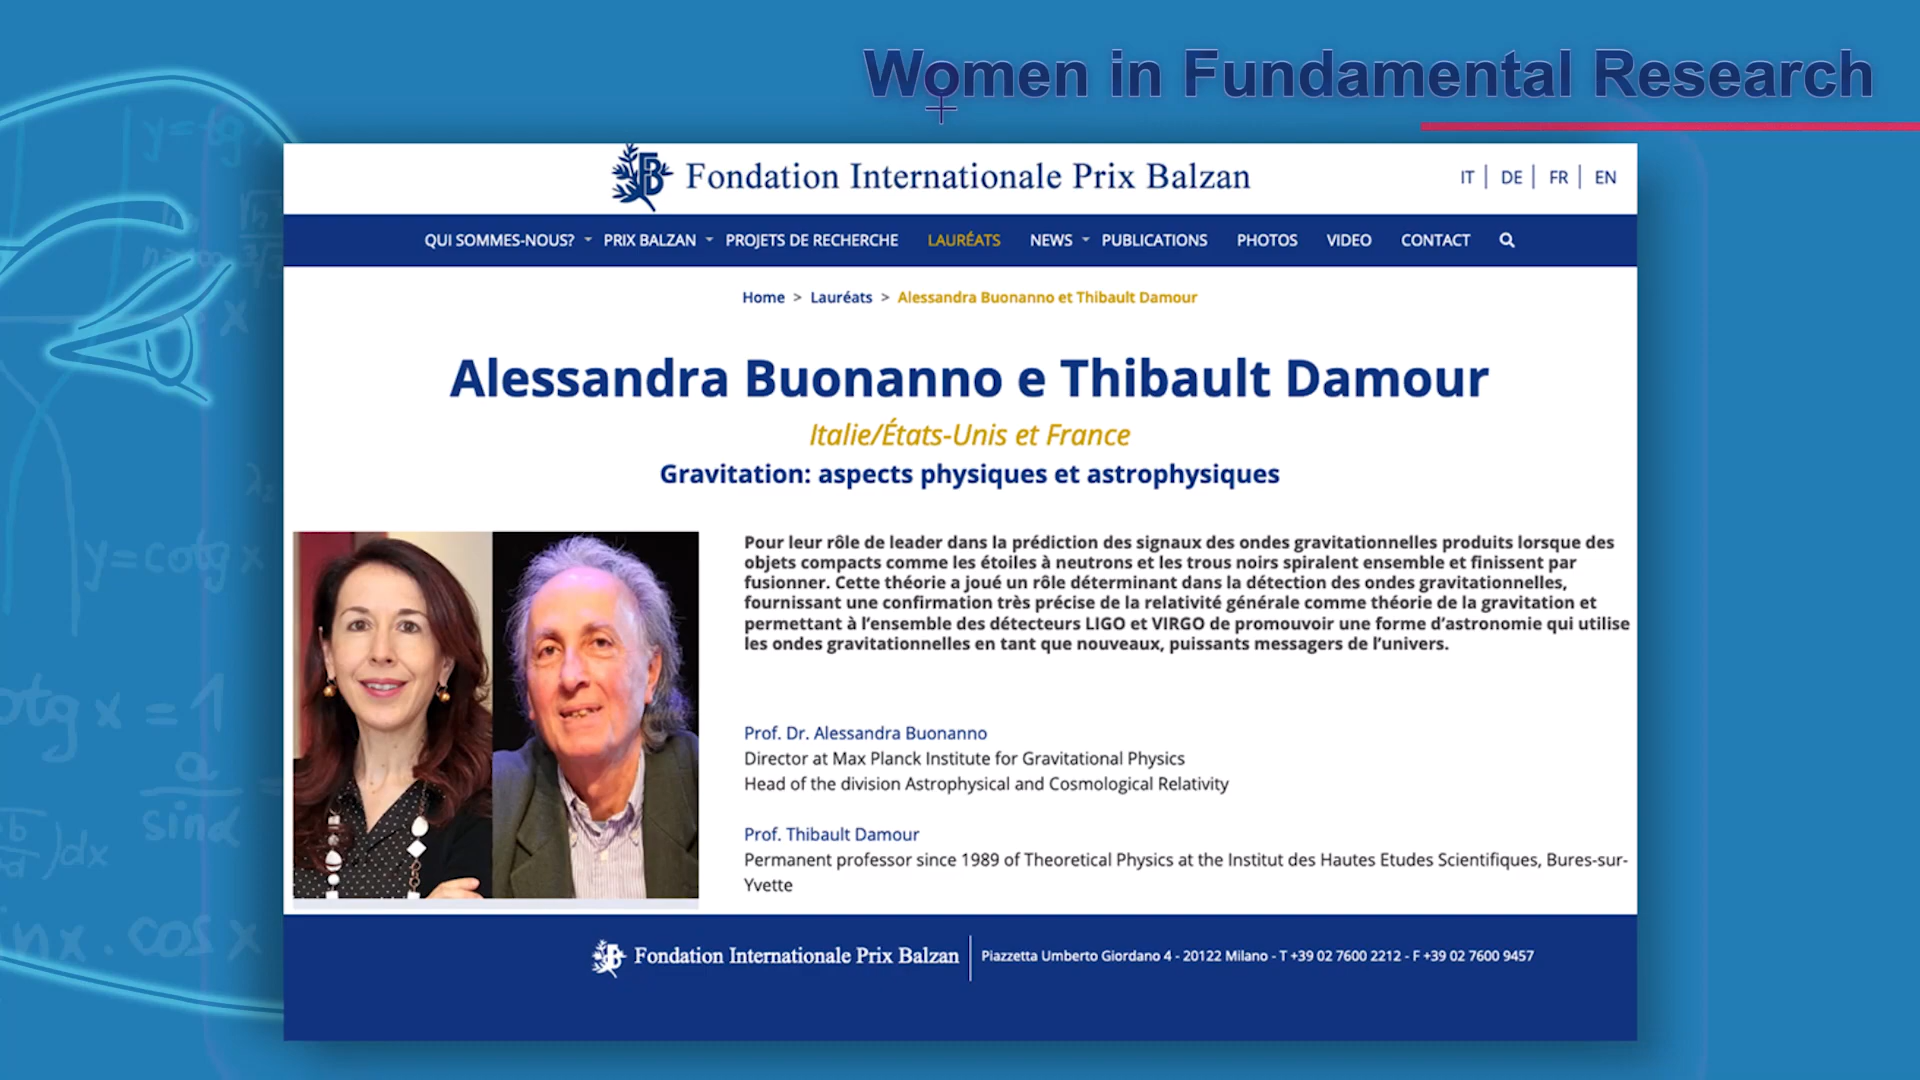 Women in Fundamental Research
Fondation Internationale Prix Balzan
IT | DE | FR | EN
QUI SOMMES-NOUS? PRIX BALZAN PROJETS DE RECHERCHE LAURÉATS NEWS PUBLICATIONS PHOTOS VIDEO CONTACT
Home > Lauréats > Alessandra Buonanno et Thibault Damour
Alessandra Buonanno e Thibault Damour
Italie/États-Unis et France
Gravitation: aspects physiques et astrophysiques
Pour leur rôle de leader dans la prédiction des signaux des ondes gravitationnelles produits lorsque des
objets compacts comme les étoiles à neutrons et les trous noirs spiralent ensemble et finissent par
fusionner. Cette théorie a joué un rôle déterminant dans la détection des ondes gravitationnelles,
fournissant une confirmation très précise de la relativité générale comme théorie de la gravitation et
permettant à l'ensemble des détecteurs LIGO et VIRGO de promouvoir une forme d'astronomie qui utilise
les ondes gravitationnelles en tant que nouveaux, puissants messagers de l'univers.
Prof. Dr. Alessandra Buonanno
Director at Max Planck Institute for Gravitational Physics
Head of the division Astrophysical and Cosmological Relativity
Prof. Thibault Damour
Permanent professor since 1989 of Theoretical Physics at the Institut des Hautes Etudes Scientifiques, Bures-sur-
Yvette
Fondation Internationale Prix Balzan
Piazzetta Umberto Giordano 4 - 20122 Milano - T +39 02 7600 2212 - F +39 02 7600 9457
y=cotg x
otg x = 1
a
sinα
)dx
inx . cos x